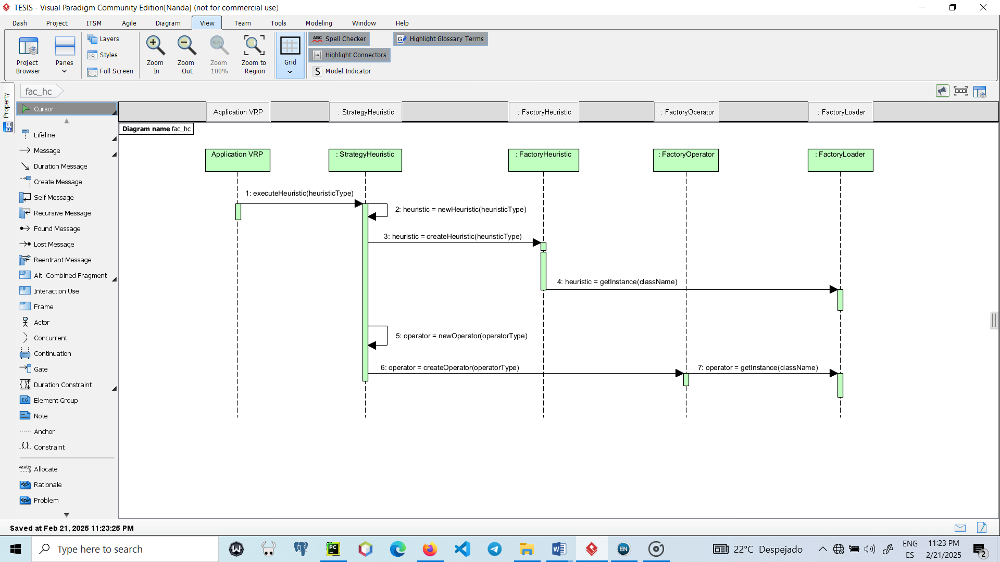 TESIS - Visual Paradigm Community Edition[Nanda] (not for commercial use)
Dash Project ITSM Agile Diagram View Team Tools Modeling Window Help
Project Browser
Panes
Layers
Styles
Full Screen
Zoom In
Zoom Out
100%
Zoom 100%
Zoom to Region
Grid
ABC Spell Checker
Highlight Connectors
S Model Indicator
G Highlight Glossary Terms
Property
fac_hc
Cursor
Lifeline
Message
Duration Message
Create Message
Self Message
Recursive Message
Found Message
Lost Message
Reentrant Message
Alt. Combined Fragment
Interaction Use
Frame
Actor
Concurrent
Continuation
Gate
Duration Constraint
EG Element Group
Note
Anchor
Constraint
Allocate
Rationale
Problem
Application VRP : StrategyHeuristic : FactoryHeuristic : FactoryOperator : FactoryLoader
Diagram name fac_hc
Application VRP : StrategyHeuristic : FactoryHeuristic : FactoryOperator : FactoryLoader
1: executeHeuristic(heuristicType)
2: heuristic = newHeuristic(heuristicType)
3: heuristic = createHeuristic(heuristicType)
4: heuristic = getInstance(className)
5: operator = newOperator(operatorType)
6: operator = createOperator(operatorType)
7: operator = getInstance(className)
Saved at Feb 21, 2025 11:23:25 PM
Type here to search
PC
EN
22°C Despejado
ENG
ES
11:23 PM
2/21/2025
2